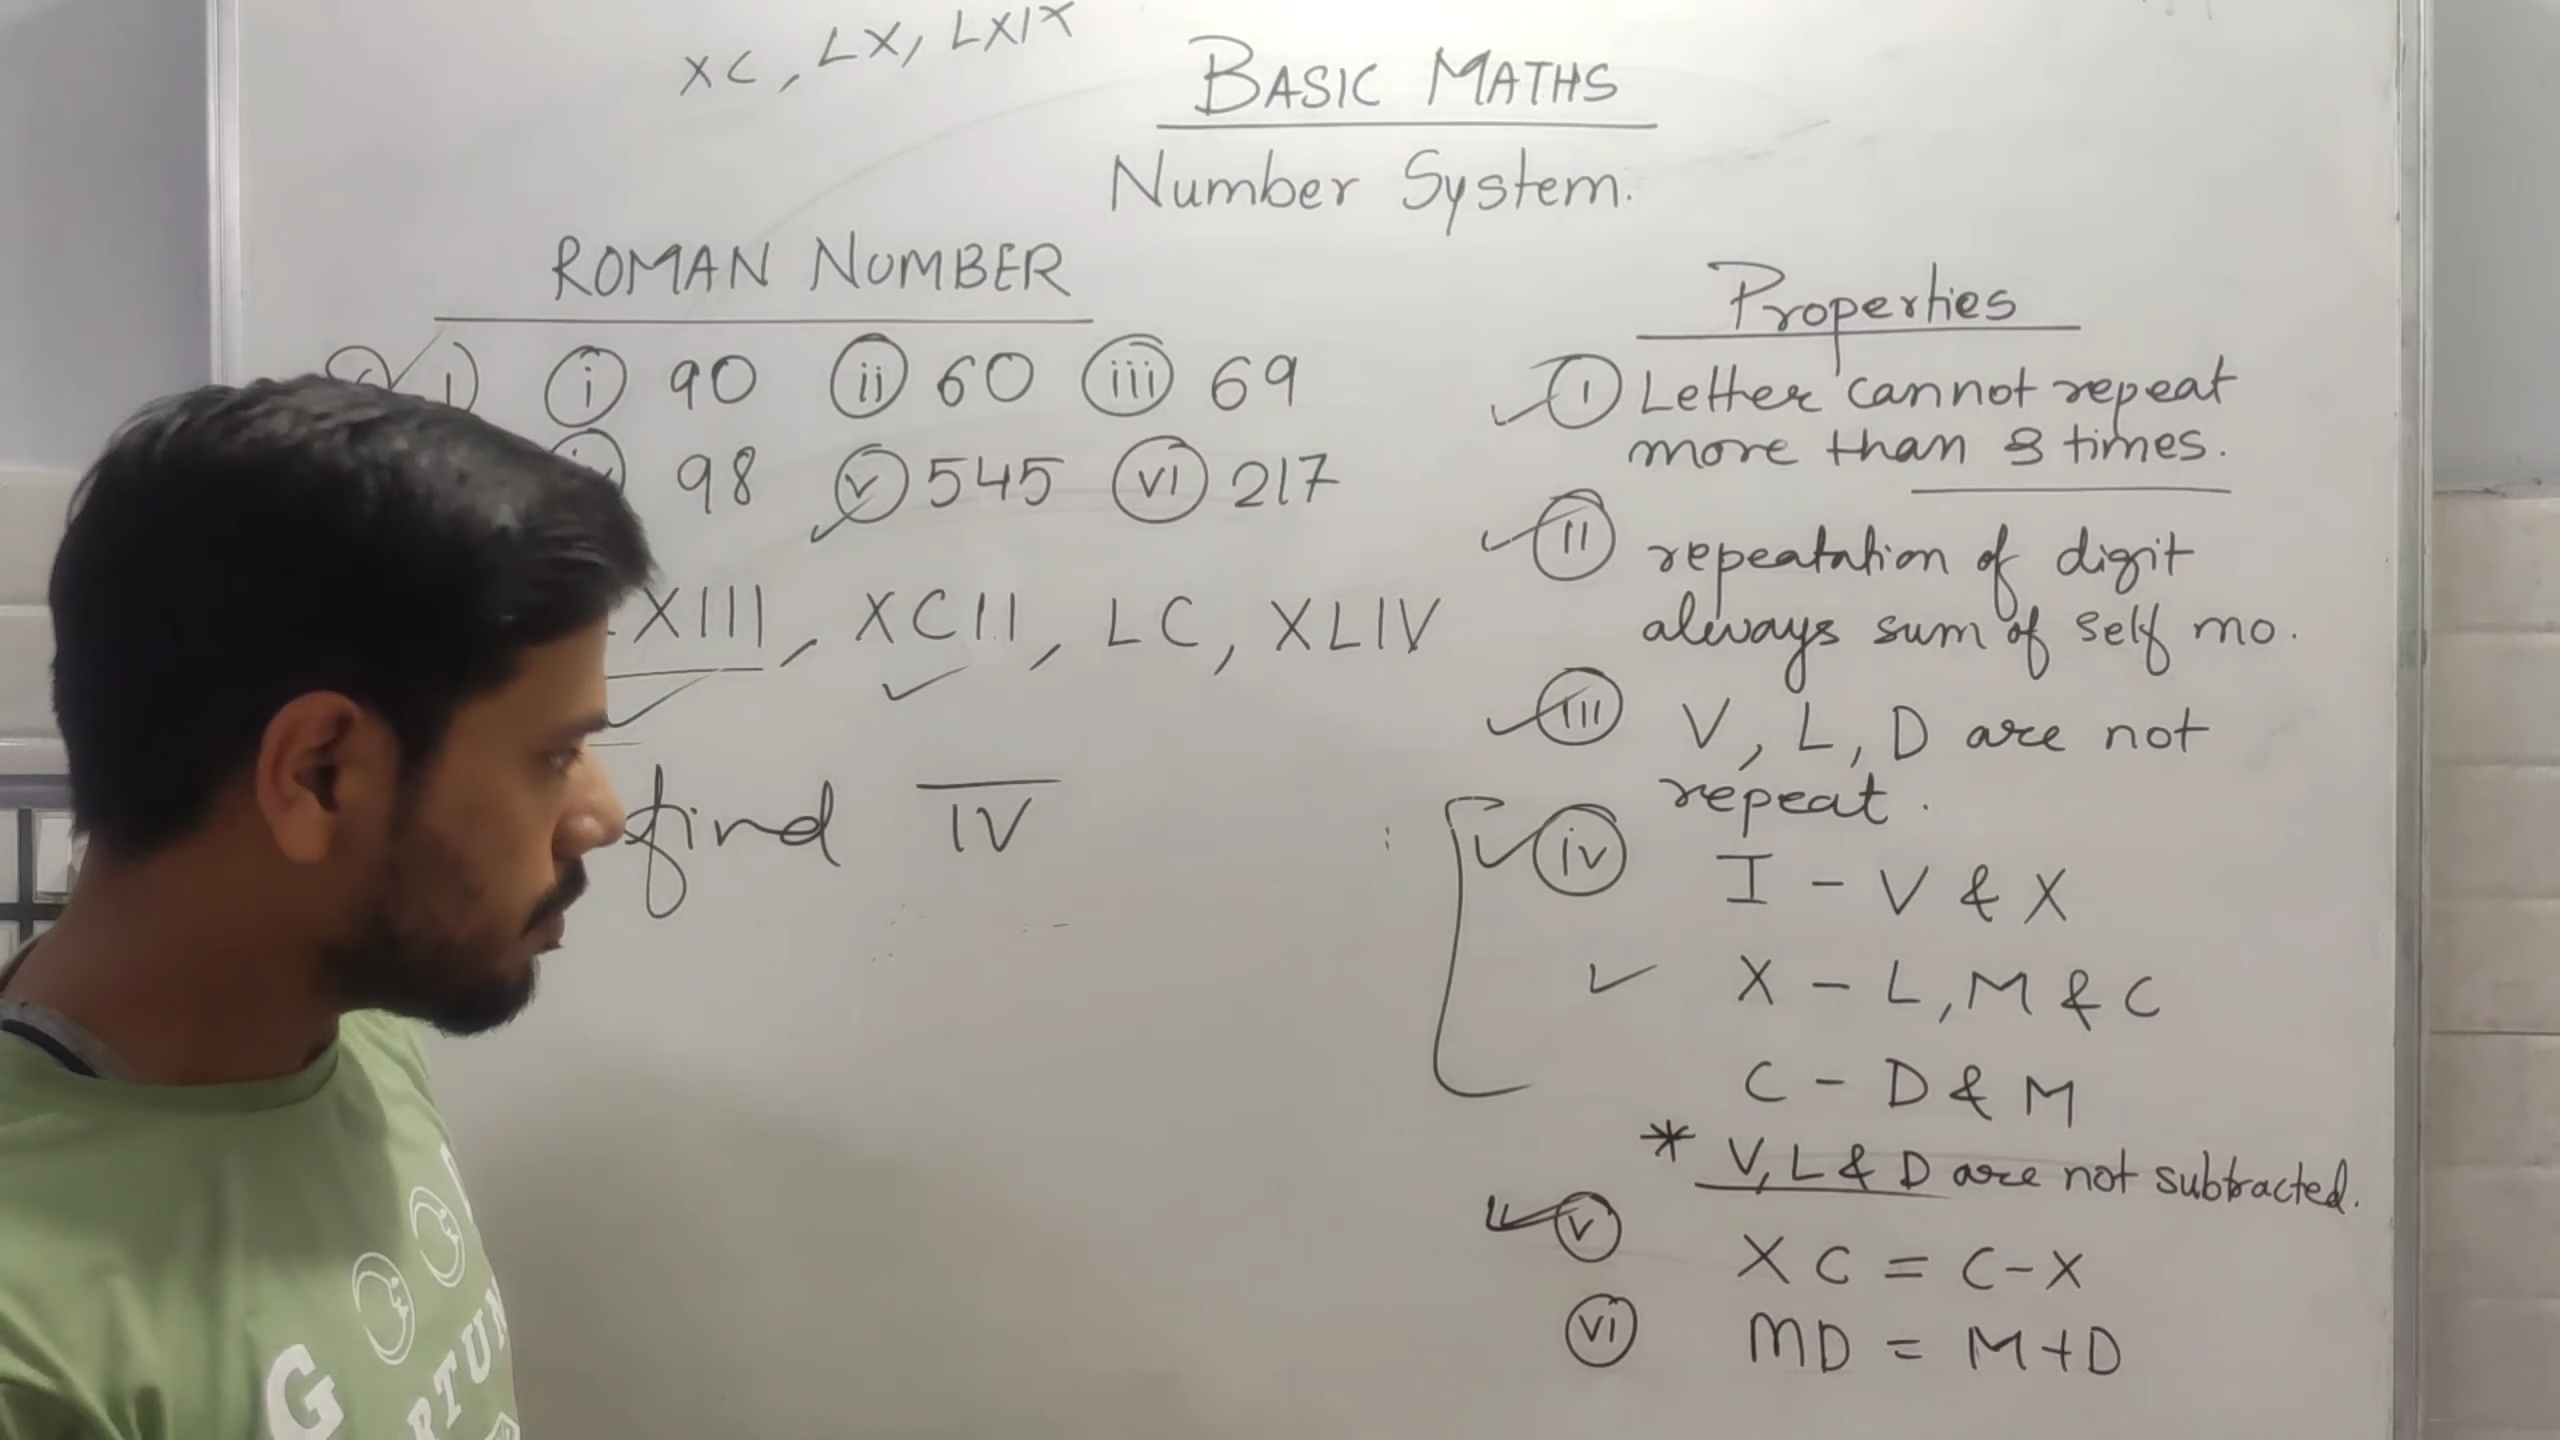 XC, LX, LXIX
BASIC MATHS
Number System.
ROMAN NUMBER
i 90 ii 60 iii 69
98 v 545 vi 217
XIII, XCII, LC, XLIV
find I̅V̅
Properties
I Letter cannot repeat
more than 3 times.
II repeatation of digit
always sum of self mo.
III V, L, D are not
repeat.
iv I - V & X
X - L, M & C
C - D & M
* V, L & D are not subtracted.
v XC = C-X
vi MD = M+D
G
RTUN